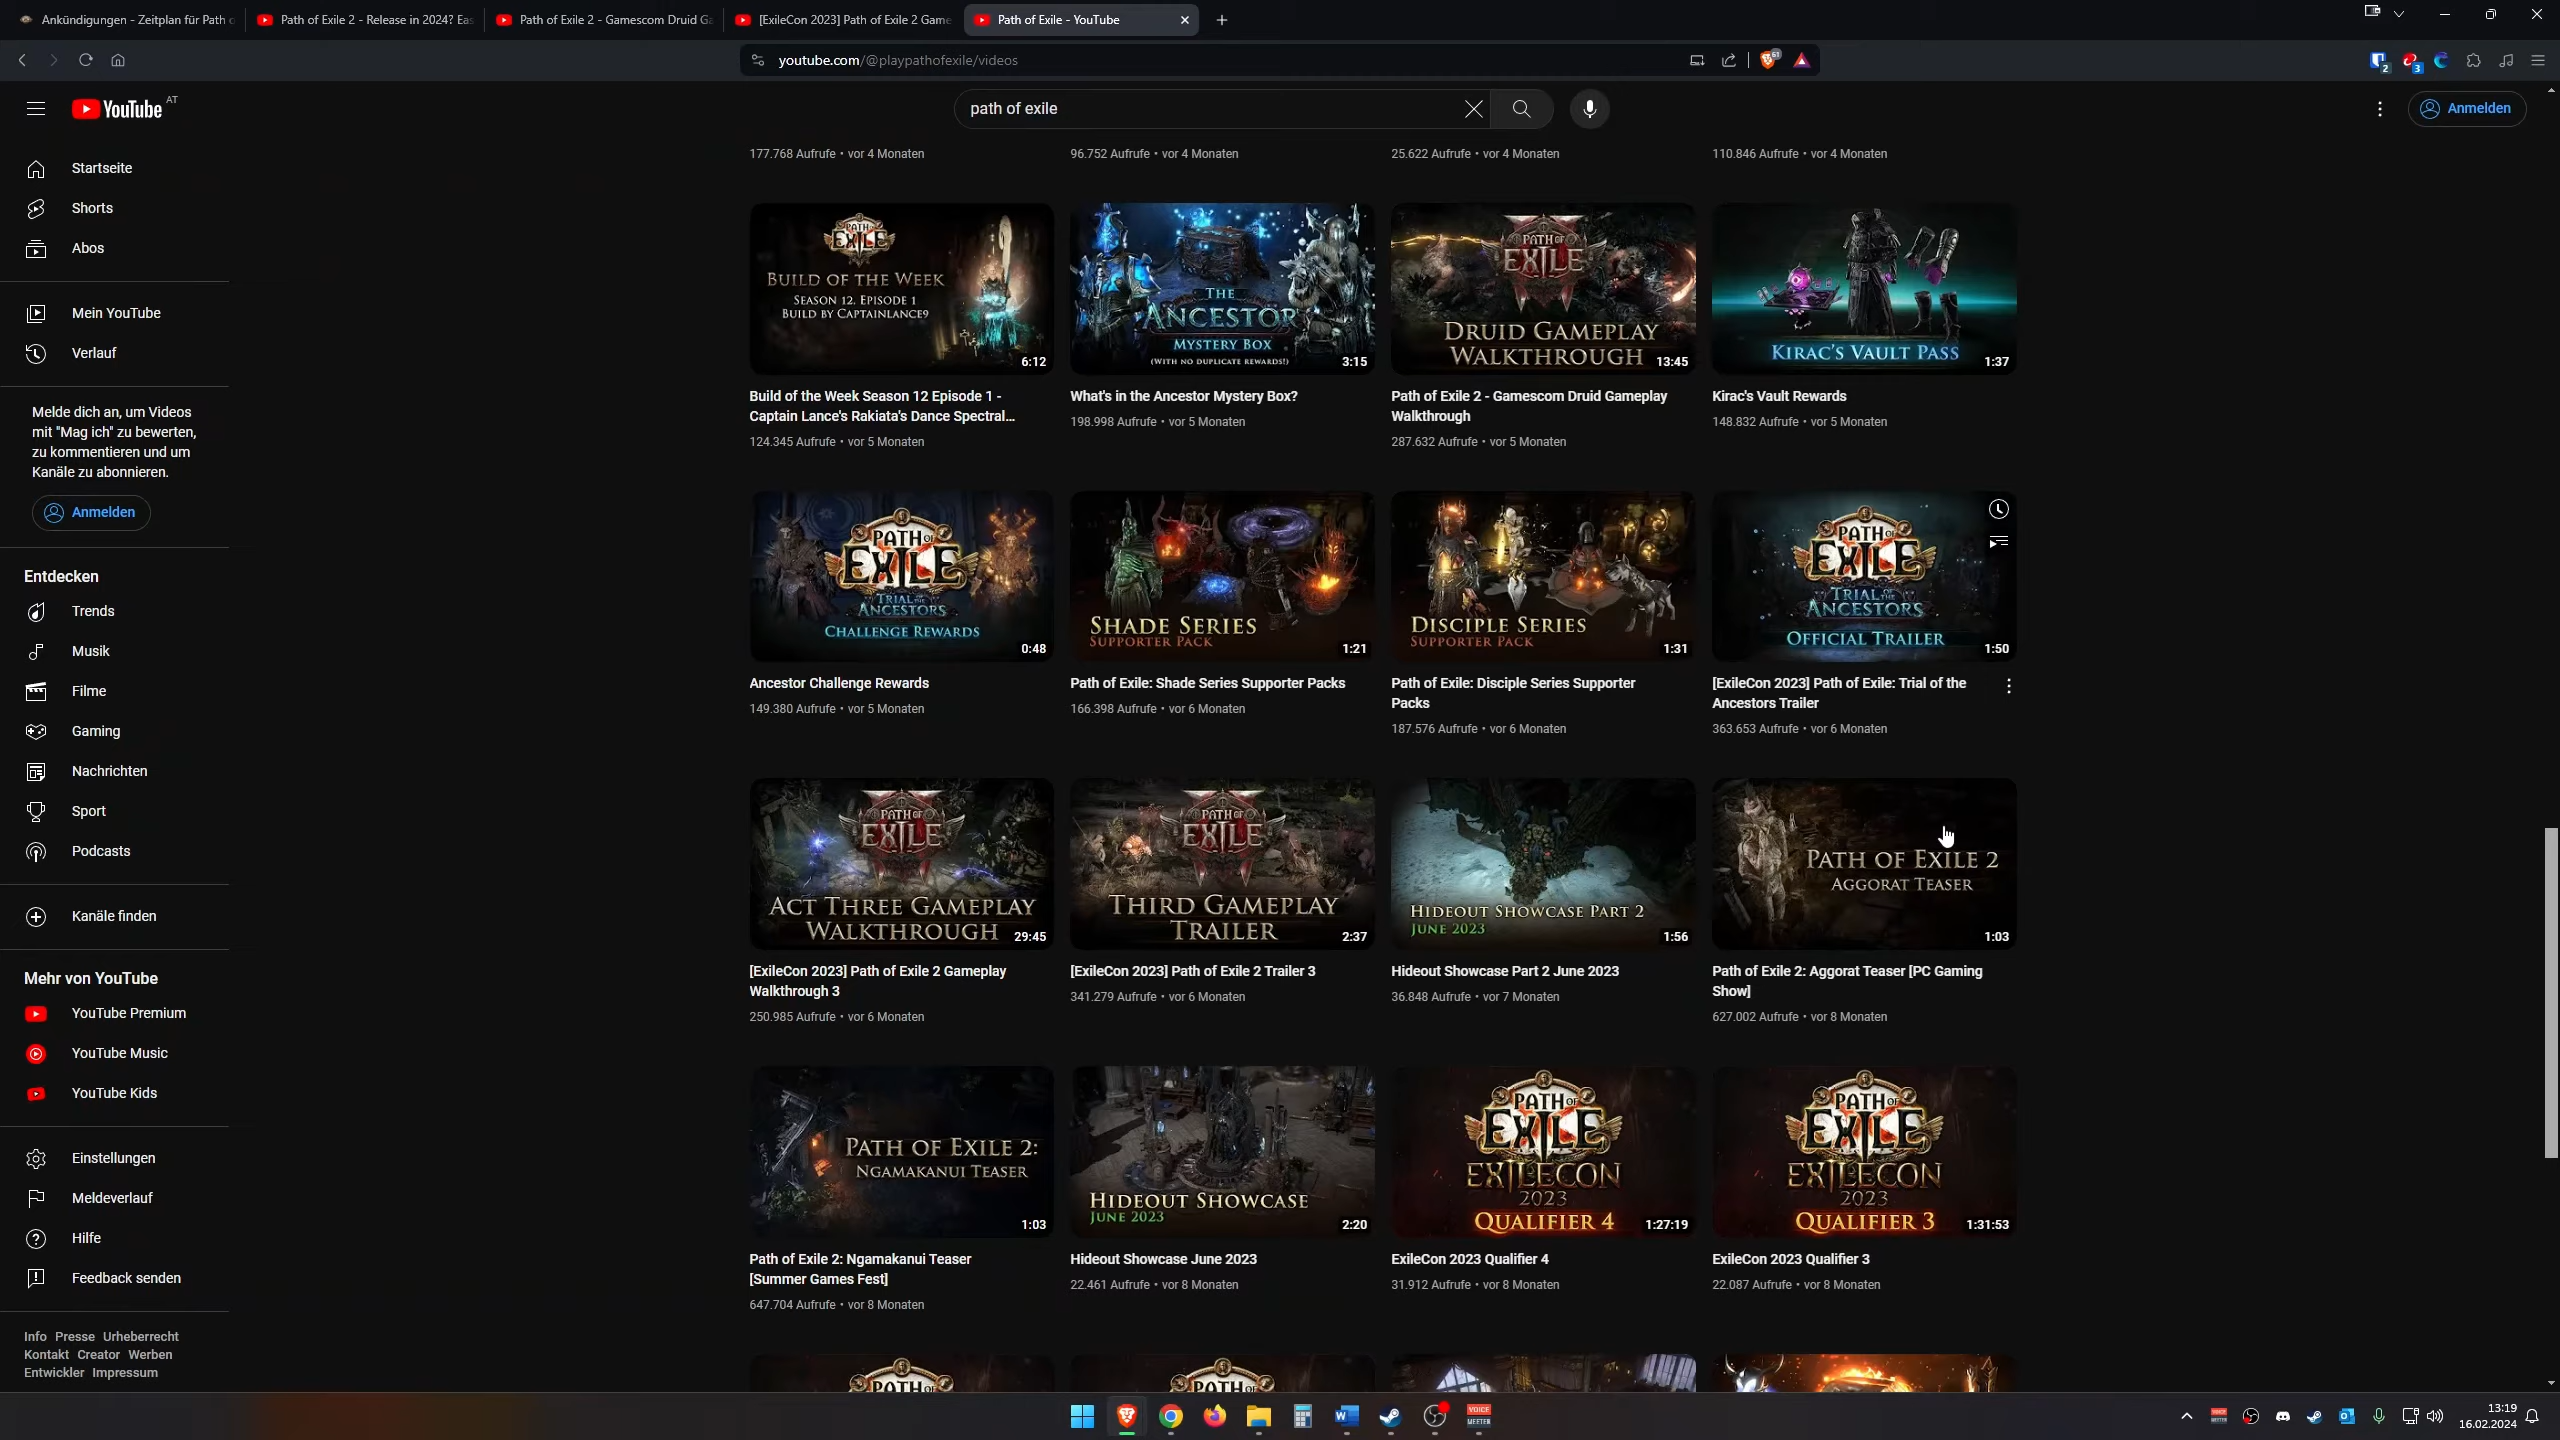 Ankündigungen - Zeitplan für Path o
Path of Exile 2 - Release in 2024? Eas
Path of Exile 2 - Gamescom Druid Ga
[ExileCon 2023] Path of Exile 2 Game
Path of Exile - YouTube
youtube.com/@playpathofexile/videos
61
2
3
YouTube AT
path of exile
Anmelden
Startseite
Shorts
Abos
Mein YouTube
Verlauf
Melde dich an, um Videos
mit "Mag ich" zu bewerten,
zu kommentieren und um
Kanäle zu abonnieren.
Anmelden
Entdecken
Trends
Musik
Filme
Gaming
Nachrichten
Sport
Podcasts
Kanäle finden
Mehr von YouTube
YouTube Premium
YouTube Music
YouTube Kids
Einstellungen
Meldeverlauf
Hilfe
Feedback senden
Info Presse Urheberrecht
Kontakt Creator Werben
Entwickler Impressum
177.768 Aufrufe • vor 4 Monaten
96.752 Aufrufe • vor 4 Monaten
25.622 Aufrufe • vor 4 Monaten
110.846 Aufrufe • vor 4 Monaten
PATH OF
EXILE
BUILD OF THE WEEK
SEASON 12, EPISODE 1
BUILD BY CAPTAINLANCE9
6:12
Build of the Week Season 12 Episode 1 -
Captain Lance's Rakiata's Dance Spectral...
124.345 Aufrufe • vor 5 Monaten
THE
ANCESTOR
MYSTERY BOX
(WITH NO DUPLICATE REWARDS!)
3:15
What's in the Ancestor Mystery Box?
198.998 Aufrufe • vor 5 Monaten
PATH OF
EXILE
DRUID GAMEPLAY
WALKTHROUGH
13:45
Path of Exile 2 - Gamescom Druid Gameplay
Walkthrough
287.632 Aufrufe • vor 5 Monaten
KIRAC'S VAULT PASS
1:37
Kirac's Vault Rewards
148.832 Aufrufe • vor 5 Monaten
PATH OF
EXILE
TRIAL OF THE
ANCESTORS
CHALLENGE REWARDS
0:48
Ancestor Challenge Rewards
149.380 Aufrufe • vor 5 Monaten
SHADE SERIES
SUPPORTER PACK
1:21
Path of Exile: Shade Series Supporter Packs
166.398 Aufrufe • vor 6 Monaten
DISCIPLE SERIES
SUPPORTER PACK
1:31
Path of Exile: Disciple Series Supporter
Packs
187.576 Aufrufe • vor 6 Monaten
PATH OF
EXILE
TRIAL OF THE
ANCESTORS
OFFICIAL TRAILER
1:50
[ExileCon 2023] Path of Exile: Trial of the
Ancestors Trailer
363.653 Aufrufe • vor 6 Monaten
PATH OF
EXILE
ACT THREE GAMEPLAY
WALKTHROUGH
29:45
[ExileCon 2023] Path of Exile 2 Gameplay
Walkthrough 3
250.985 Aufrufe • vor 6 Monaten
PATH OF
EXILE
THIRD GAMEPLAY
TRAILER
2:37
[ExileCon 2023] Path of Exile 2 Trailer 3
341.279 Aufrufe • vor 6 Monaten
HIDEOUT SHOWCASE PART 2
JUNE 2023
1:56
Hideout Showcase Part 2 June 2023
36.848 Aufrufe • vor 7 Monaten
PATH OF EXILE 2
AGGORAT TEASER
1:03
Path of Exile 2: Aggorat Teaser [PC Gaming
Show]
627.002 Aufrufe • vor 8 Monaten
PATH OF EXILE 2:
NGAMAKANUI TEASER
1:03
Path of Exile 2: Ngamakanui Teaser
[Summer Games Fest]
647.704 Aufrufe • vor 8 Monaten
HIDEOUT SHOWCASE
JUNE 2023
2:20
Hideout Showcase June 2023
22.461 Aufrufe • vor 8 Monaten
PATH OF
EXILE
EXILECON
2023
QUALIFIER 4
1:27:19
ExileCon 2023 Qualifier 4
31.912 Aufrufe • vor 8 Monaten
PATH OF
EXILE
EXILECON
2023
QUALIFIER 3
1:31:53
ExileCon 2023 Qualifier 3
22.087 Aufrufe • vor 8 Monaten
PATH OF
PATH OF
VOICE
MEETER
13:19
16.02.2024